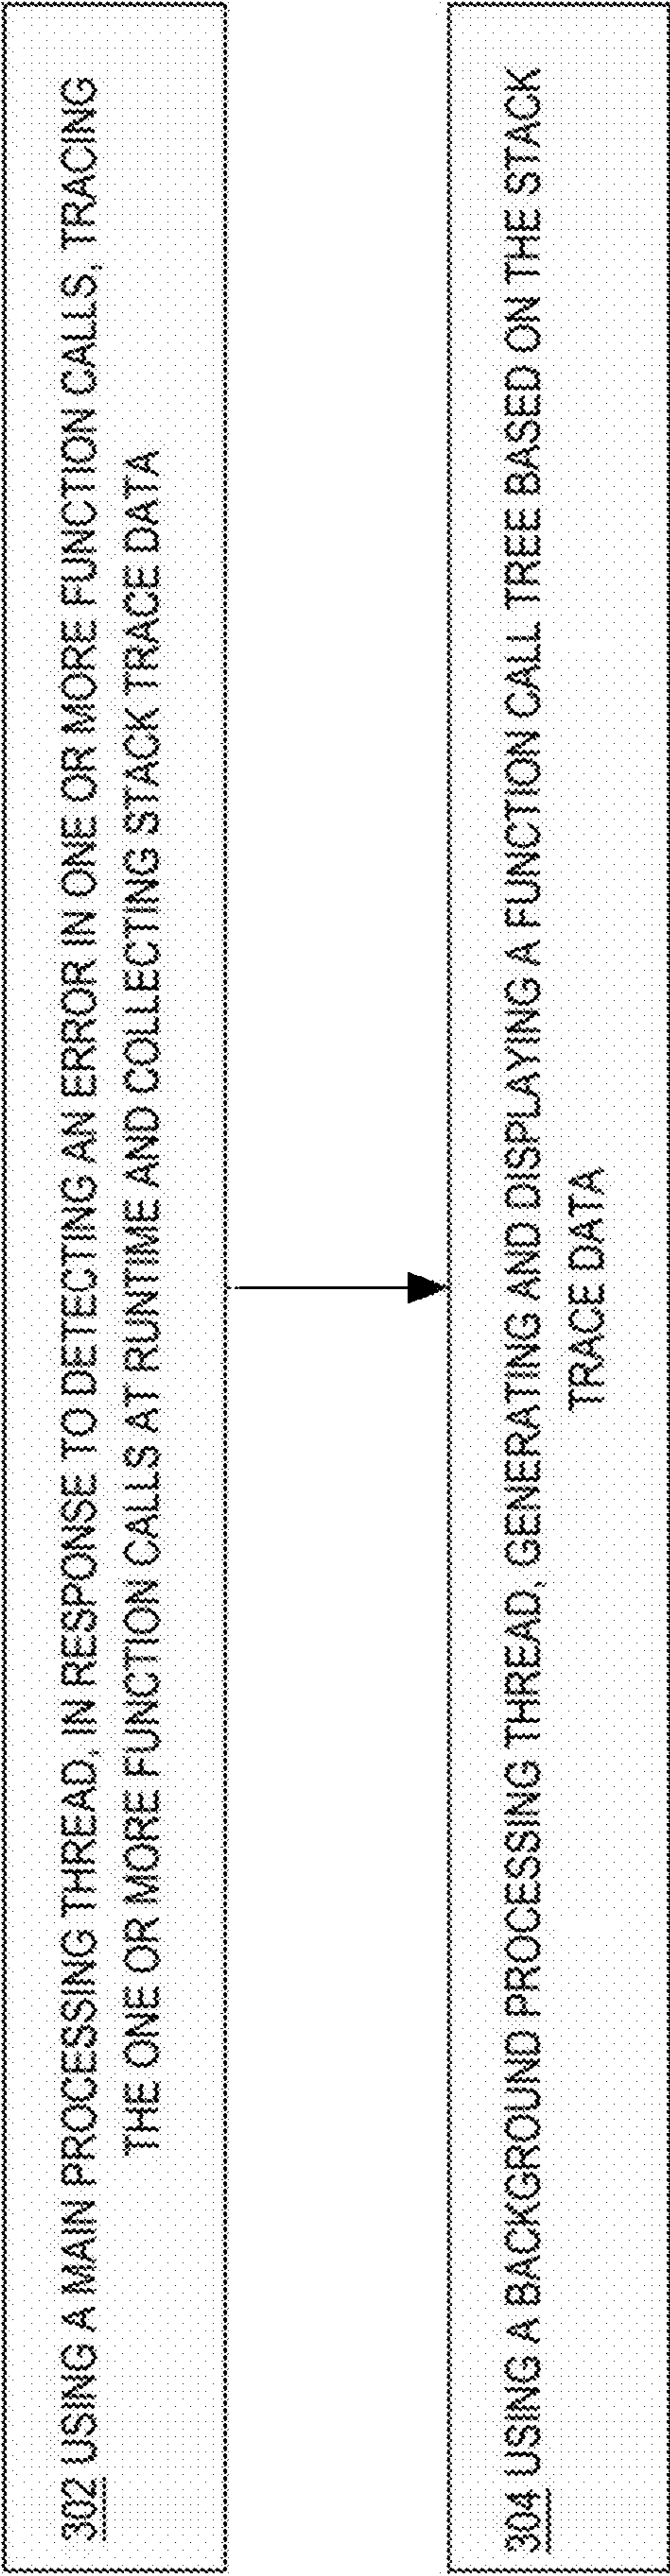 302 USING A MAIN PROCESSING THREAD, IN RESPONSE TO DETECTING AN ERROR IN ONE OR MORE FUNCTION CALLS, TRACING
THE ONE OR MORE FUNCTION CALLS AT RUNTIME AND COLLECTING STACK TRACE DATA
304 USING A BACKGROUND PROCESSING THREAD, GENERATING AND DISPLAYING A FUNCTION CALL TREE BASED ON THE STACK
TRACE DATA